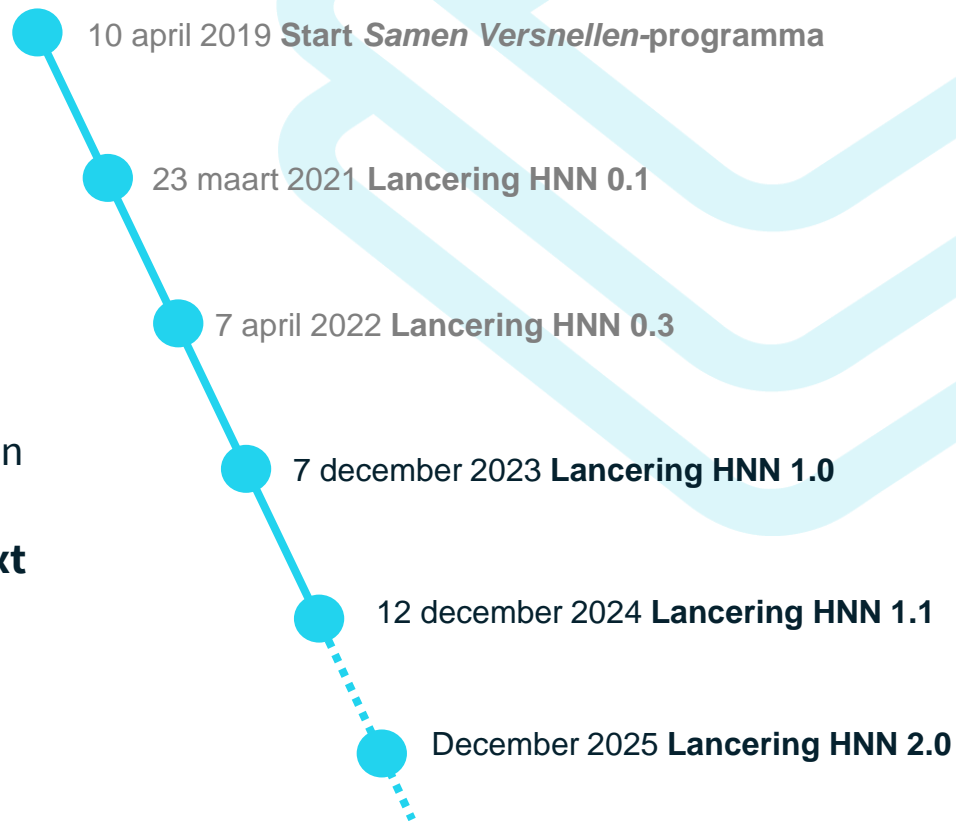 10 april 2019 Start Samen Versnellen-programma
23 maart 2021 Lancering HNN 0.1
7 april 2022 Lancering HNN 0.3
n
7 december 2023 Lancering HNN 1.0
xt
12 december 2024 Lancering HNN 1.1
December 2025 Lancering HNN 2.0